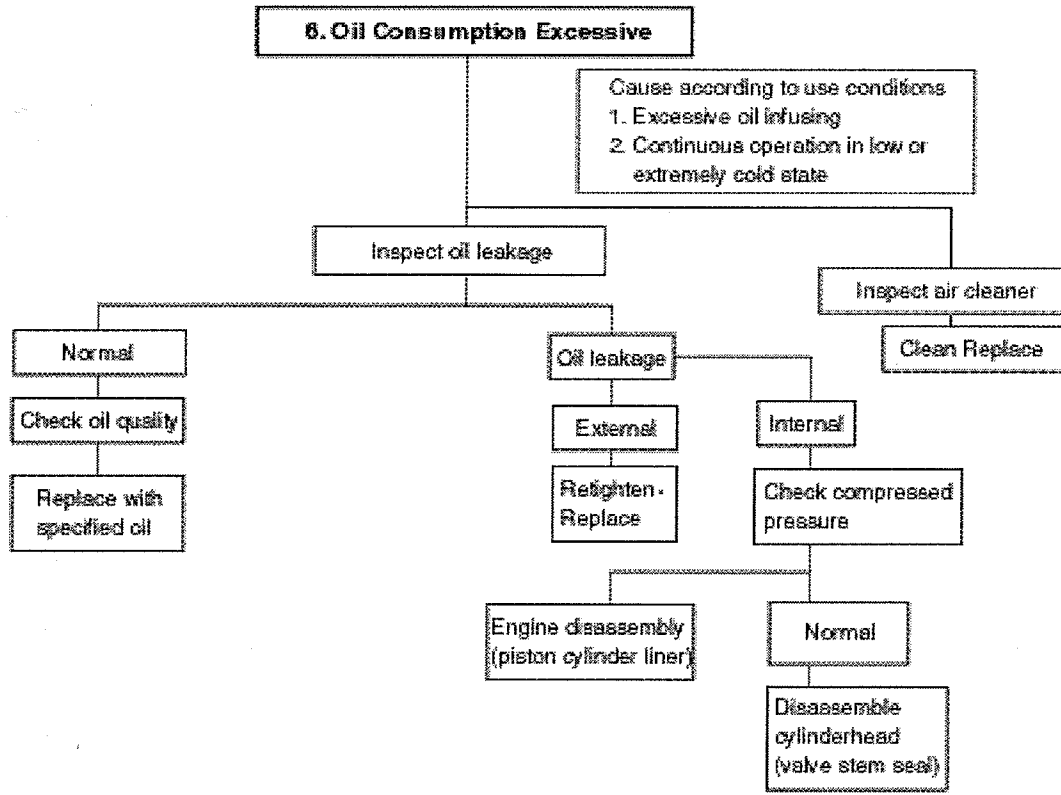 6. Oil Consumption Excessive
Cause according to use conditions
1. Excessive oil infusing
2. Continuous operation in low or
extremely cold state
Inspect oil leakage
Inspect air cleaner
Clean Replace
Normal
Oil leakage
Check oil quality
External
Internal
Replace with
specified oil
Retighten -
Replace
Check compressed
pressure
Engine disassembly
(piston cylinder liner)
Normal
Disassemble
cylinderhead
(valve stem seal)